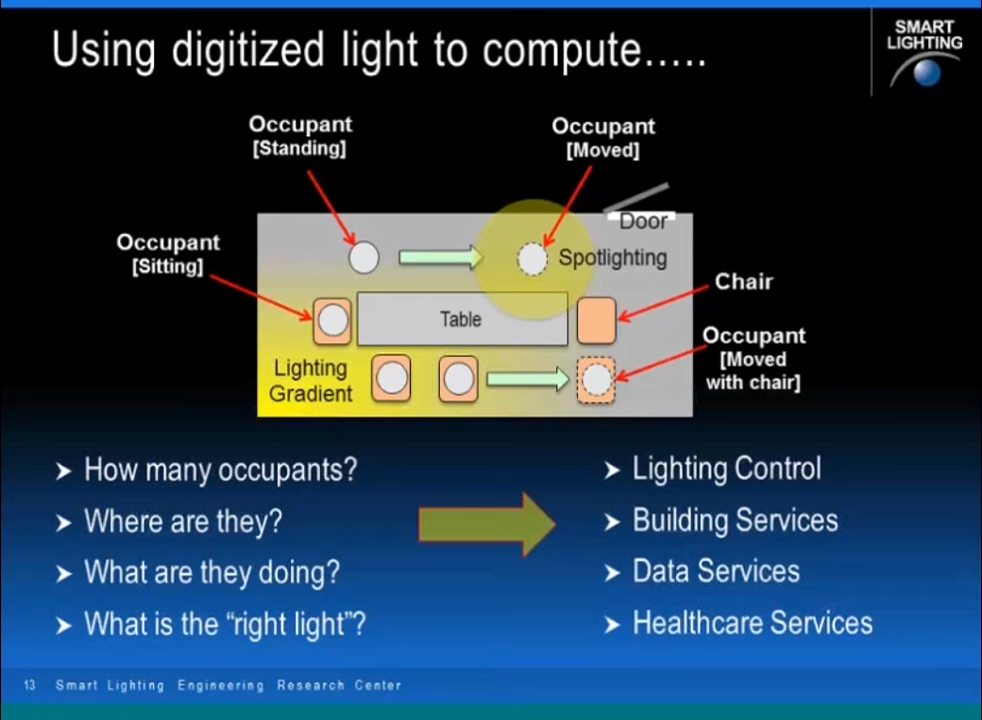 Using digitized light to compute.....
SMART
LIGHTING
Occupant
[Standing]
Occupant
[Moved]
Door
Occupant
[Sitting]
Spotlighting
Chair
Table
Occupant
[Moved
with chair]
Lighting
Gradient
➤ How many occupants?
➤ Where are they?
➤ What are they doing?
➤ What is the “right light”?
➤ Lighting Control
➤ Building Services
➤ Data Services
➤ Healthcare Services
13 Smart Lighting Engineering Research Center